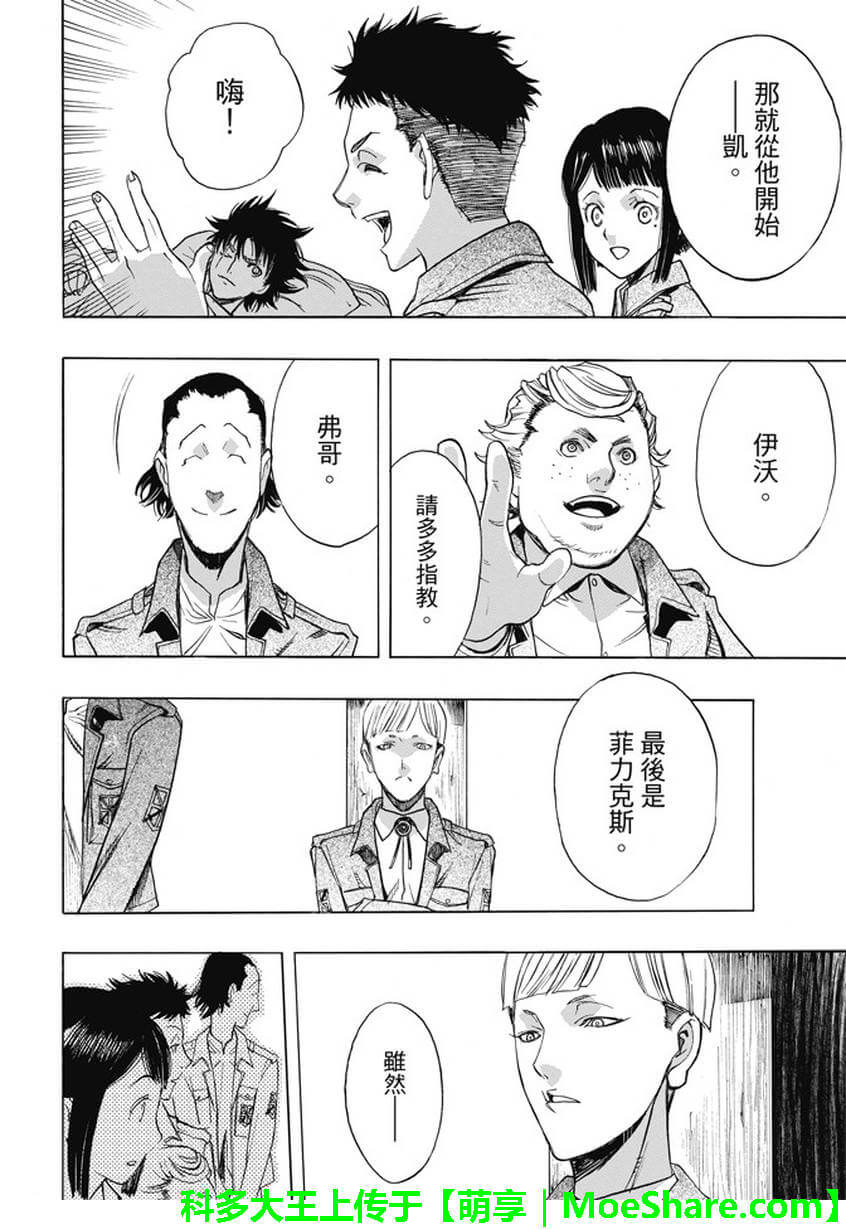 那就從他開始
——凱。
嗨！
伊沃。
請多多指教。
弗哥。
最後是
菲力克斯。
雖然——
科多大王上传于【萌享｜MoeShare.com】